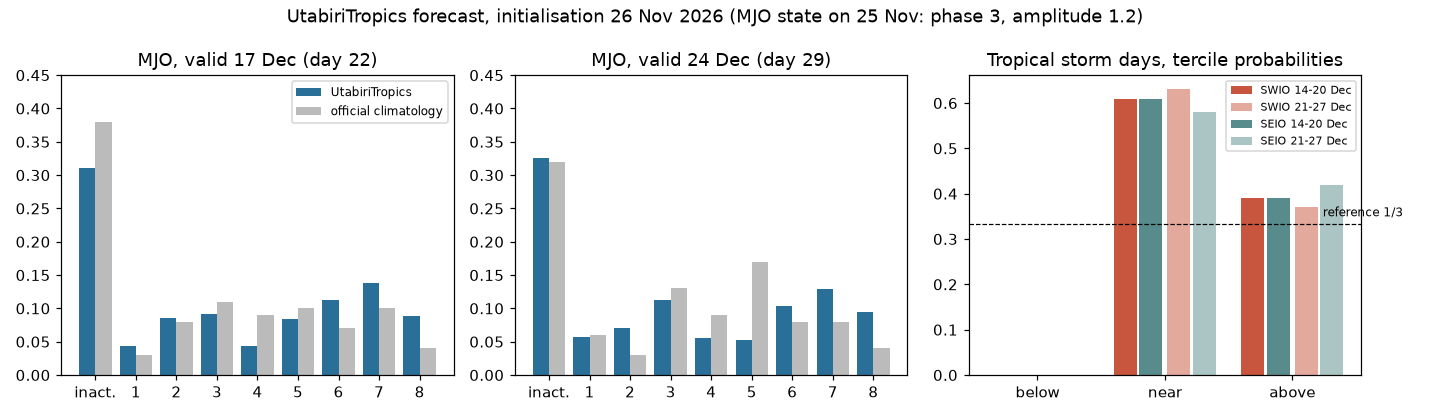 UtabiriTropics forecast, initialisation 26 Nov 2026 (MJO state on 25 Nov: phase 3, amplitude 1.2)
MJO, valid 17 Dec (day 22)
0.45
0.40
0.35
0.30
0.25
0.20
0.15
0.10
0.05
0.00
UtabiriTropics
official climatology
inact. 1 2 3 4 5 6 7 8
MJO, valid 24 Dec (day 29)
0.45
0.40
0.35
0.30
0.25
0.20
0.15
0.10
0.05
0.00
inact. 1 2 3 4 5 6 7 8
Tropical storm days, tercile probabilities
0.6
0.5
0.4
0.3
0.2
0.1
0.0
SWIO 14-20 Dec
SWIO 21-27 Dec
SEIO 14-20 Dec
SEIO 21-27 Dec
reference 1/3
below near above